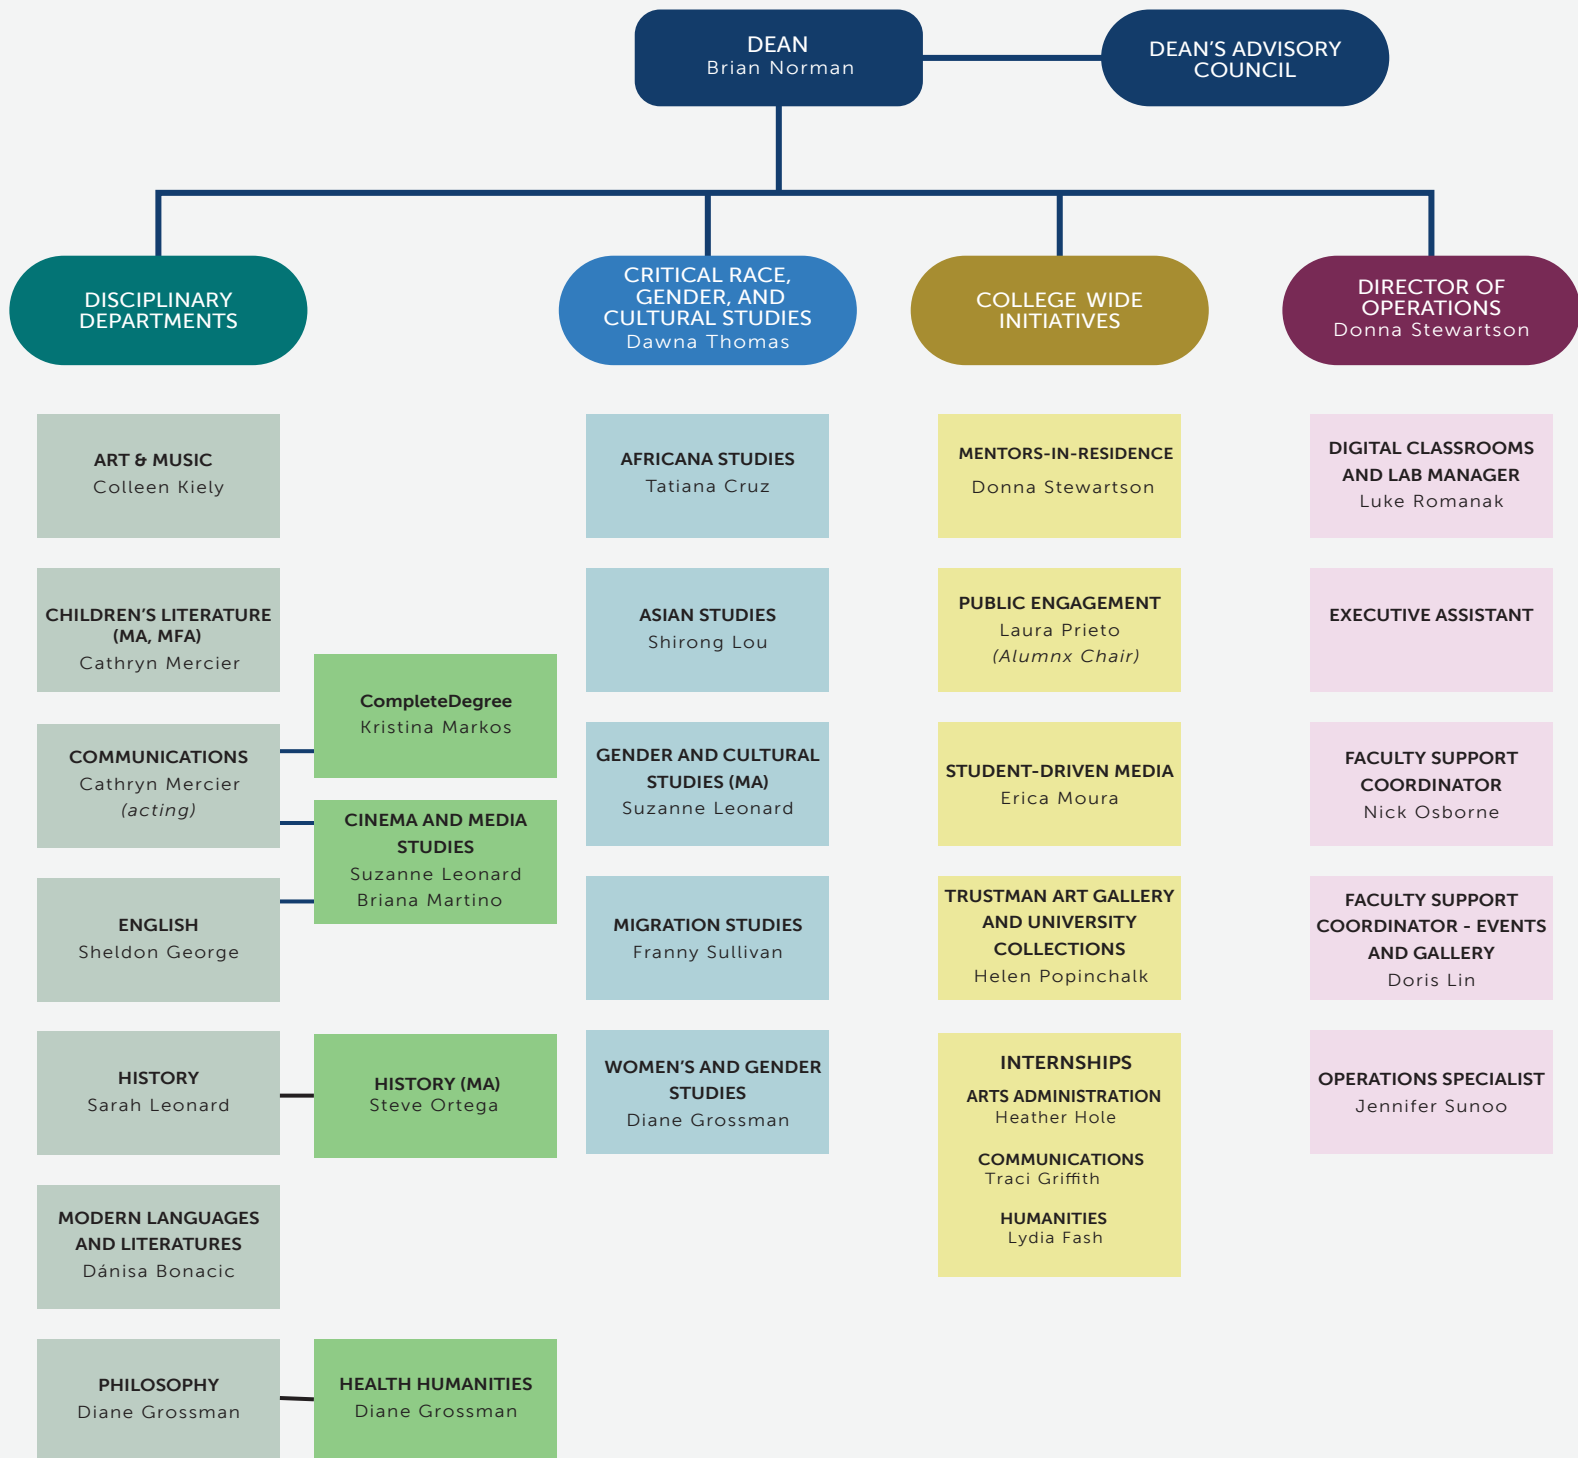 DEAN
Brian Norman
DEAN'S ADVISORY
COUNCIL
DISCIPLINARY
DEPARTMENTS
CRITICAL RACE,
GENDER, AND
CULTURAL STUDIES
Dawna Thomas
COLLEGE WIDE
INITIATIVES
DIRECTOR OF
OPERATIONS
Donna Stewartson
ART & MUSIC
Colleen Kiely
CHILDREN'S LITERATURE
(MA, MFA)
Cathryn Mercier
COMMUNICATIONS
Cathryn Mercier
(acting)
ENGLISH
Sheldon George
HISTORY
Sarah Leonard
MODERN LANGUAGES
AND LITERATURES
Dánisa Bonacic
PHILOSOPHY
Diane Grossman
CompleteDegree
Kristina Markos
CINEMA AND MEDIA
STUDIES
Suzanne Leonard
Briana Martino
HISTORY (MA)
Steve Ortega
HEALTH HUMANITIES
Diane Grossman
AFRICANA STUDIES
Tatiana Cruz
ASIAN STUDIES
Shirong Lou
GENDER AND CULTURAL
STUDIES (MA)
Suzanne Leonard
MIGRATION STUDIES
Franny Sullivan
WOMEN'S AND GENDER
STUDIES
Diane Grossman
MENTORS-IN-RESIDENCE
Donna Stewartson
PUBLIC ENGAGEMENT
Laura Prieto
(Alumnx Chair)
STUDENT-DRIVEN MEDIA
Erica Moura
TRUSTMAN ART GALLERY
AND UNIVERSITY
COLLECTIONS
Helen Popinchalk
INTERNSHIPS
ARTS ADMINISTRATION
Heather Hole
COMMUNICATIONS
Traci Griffith
HUMANITIES
Lydia Fash
DIGITAL CLASSROOMS
AND LAB MANAGER
Luke Romanak
EXECUTIVE ASSISTANT
FACULTY SUPPORT
COORDINATOR
Nick Osborne
FACULTY SUPPORT
COORDINATOR - EVENTS
AND GALLERY
Doris Lin
OPERATIONS SPECIALIST
Jennifer Sunoo